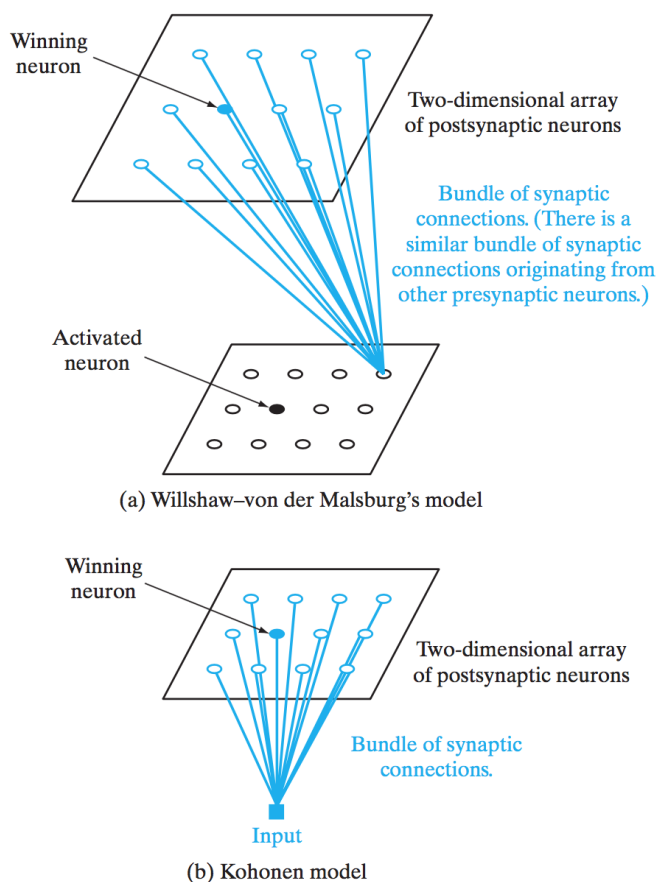 Winning
neuron
Two-dimensional array
of postsynaptic neurons
Bundle of synaptic
connections. (There is a
similar bundle of synaptic
connections originating from
other presynaptic neurons.)
Activated
neuron
(a) Willshaw–von der Malsburg’s model
Winning
neuron
Two-dimensional array
of postsynaptic neurons
Bundle of synaptic
connections.
Input
(b) Kohonen model